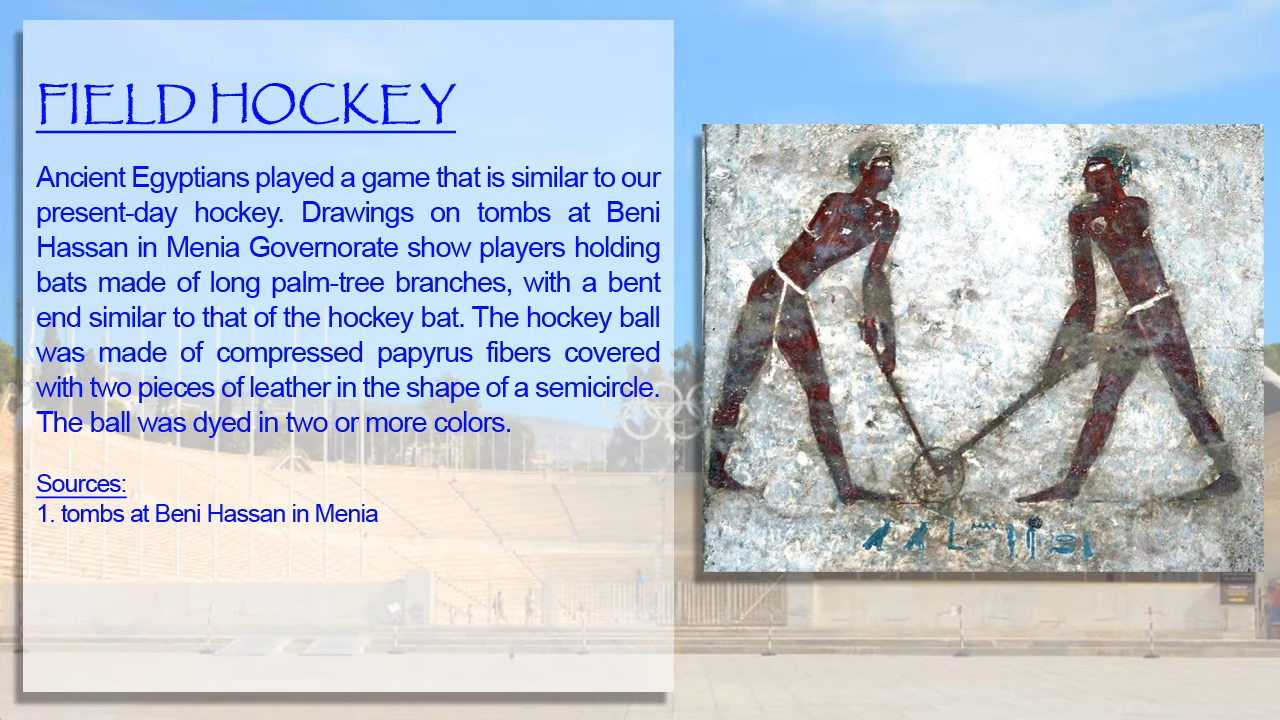 FIELD HOCKEY
Ancient Egyptians played a game that is similar to our
present-day hockey. Drawings on tombs at Beni
Hassan in Menia Governorate show players holding
bats made of long palm-tree branches, with a bent
end similar to that of the hockey bat. The hockey ball
was made of compressed papyrus fibers covered
with two pieces of leather in the shape of a semicircle.
The ball was dyed in two or more colors.
Sources:
1. tombs at Beni Hassan in Menia